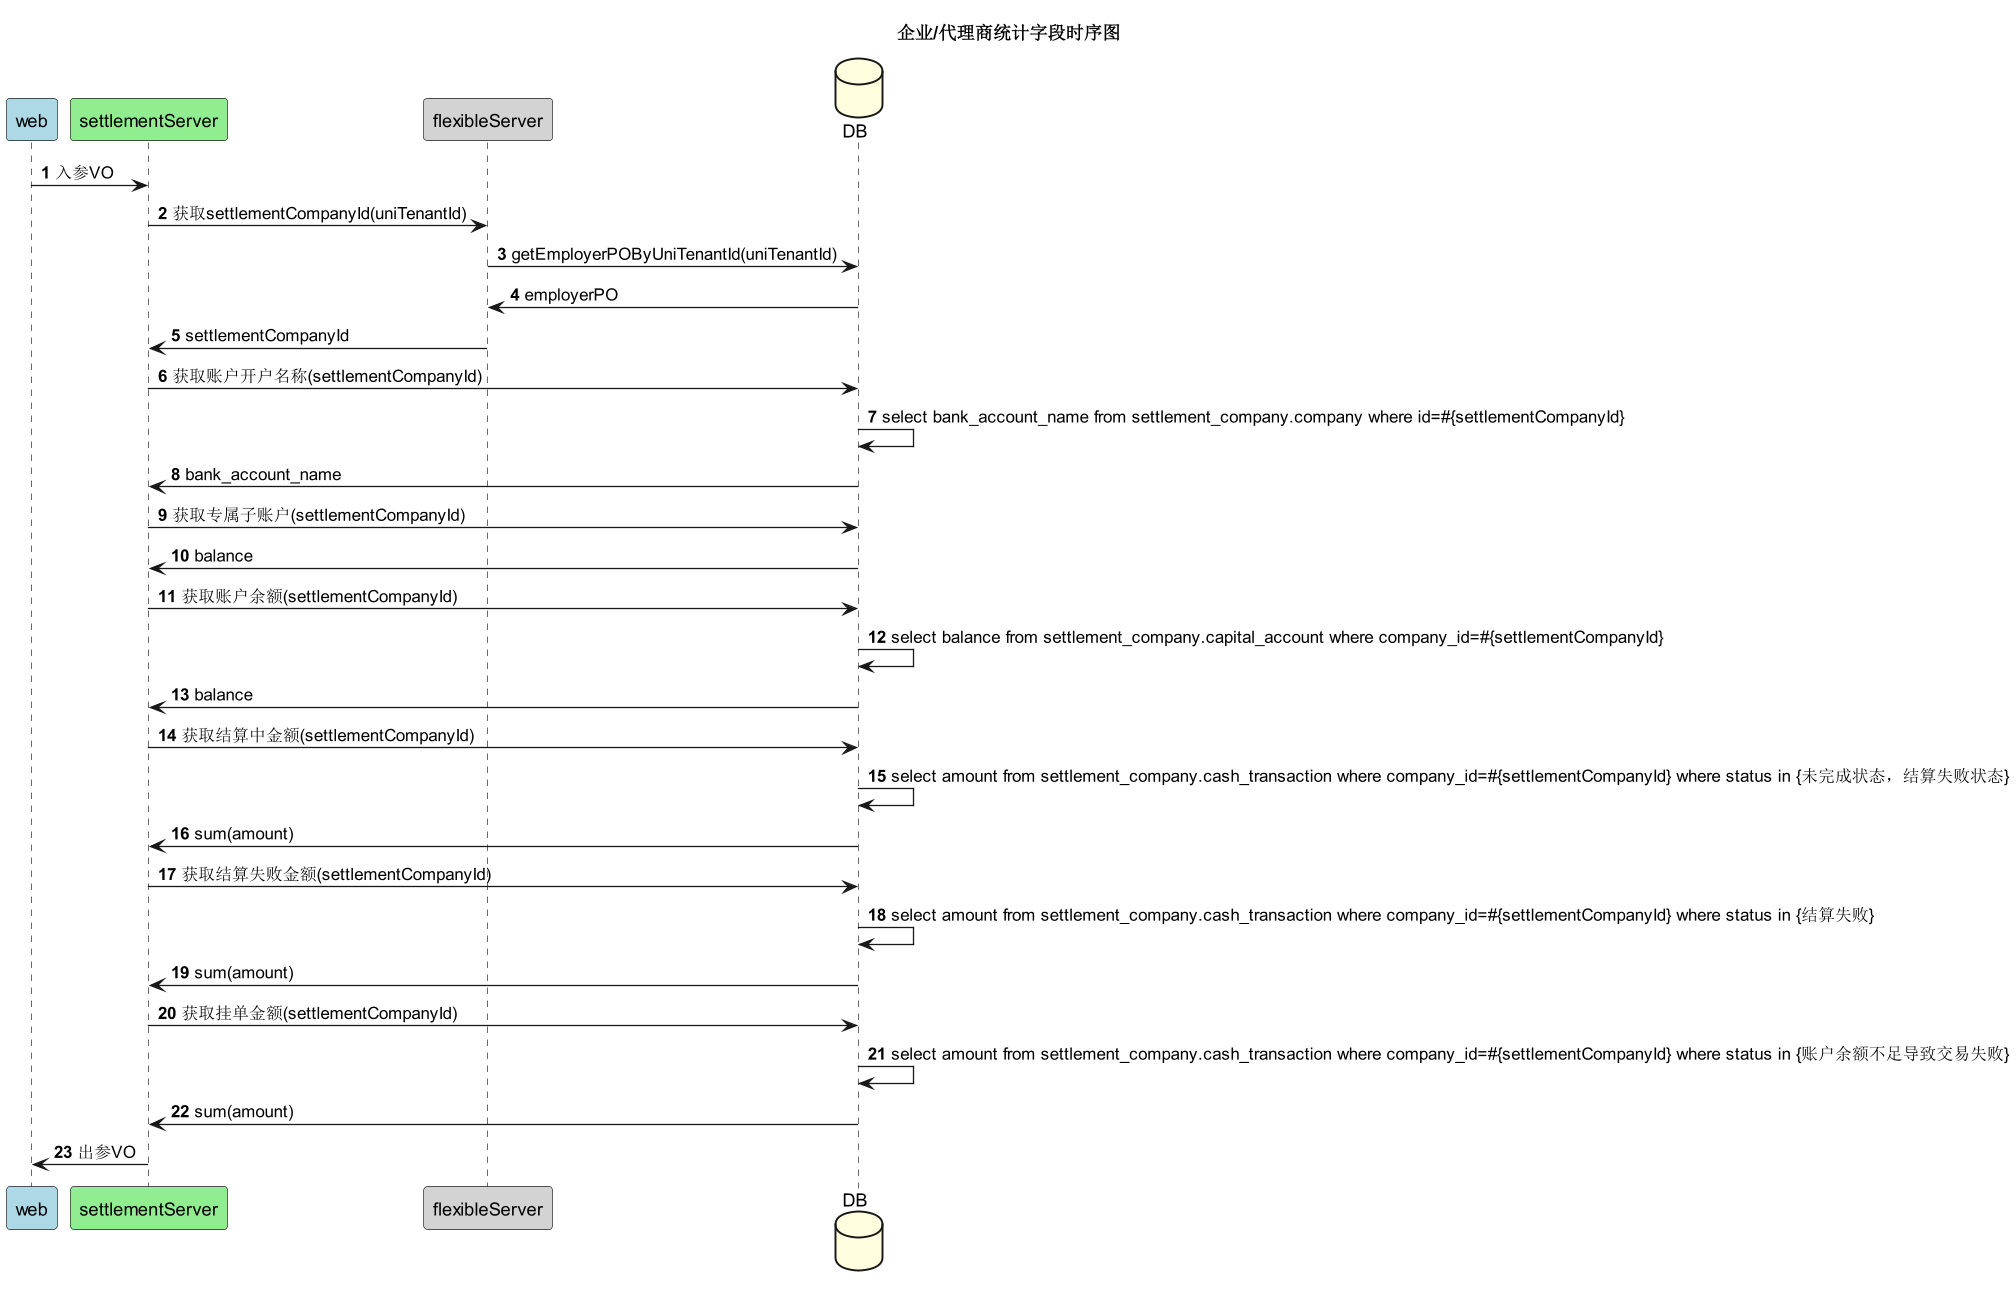 企业/代理商统计字段时序图
web
settlementServer
flexibleServer
DB
1 入参VO
2 获取settlementCompanyId(uniTenantId)
3 getEmployerPOByUniTenantId(uniTenantId)
4 employerPO
5 settlementCompanyId
6 获取账户开户名称(settlementCompanyId)
7 select bank_account_name from settlement_company.company where id=#{settlementCompanyId}
8 bank_account_name
9 获取专属子账户(settlementCompanyId)
10 balance
11 获取账户余额(settlementCompanyId)
12 select balance from settlement_company.capital_account where company_id=#{settlementCompanyId}
13 balance
14 获取结算中金额(settlementCompanyId)
15 select amount from settlement_company.cash_transaction where company_id=#{settlementCompanyId} where status in {未完成状态，结算失败状态}
16 sum(amount)
17 获取结算失败金额(settlementCompanyId)
18 select amount from settlement_company.cash_transaction where company_id=#{settlementCompanyId} where status in {结算失败}
19 sum(amount)
20 获取挂单金额(settlementCompanyId)
21 select amount from settlement_company.cash_transaction where company_id=#{settlementCompanyId} where status in {账户余额不足导致交易失败}
22 sum(amount)
23 出参VO
web
settlementServer
flexibleServer
DB